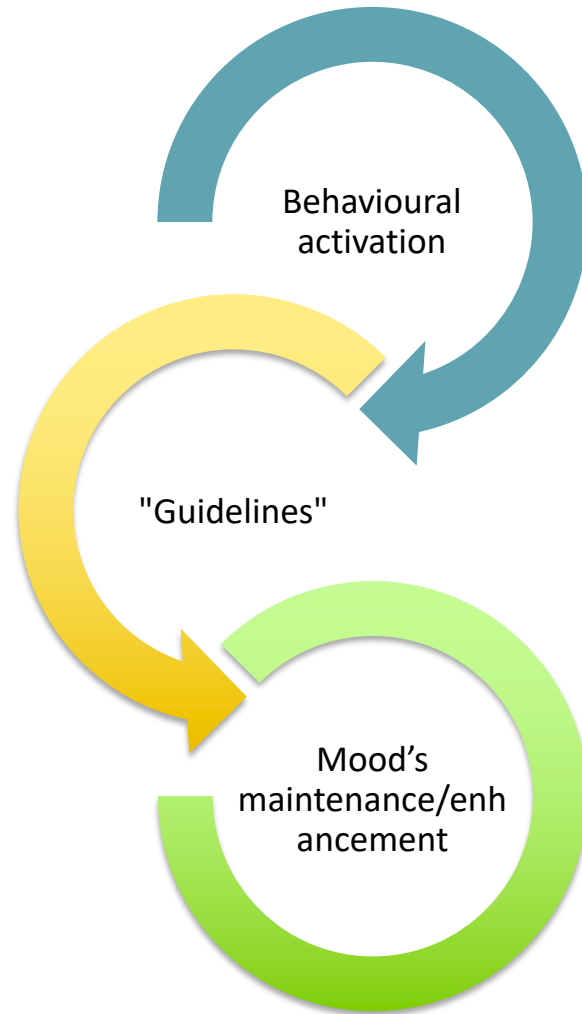 Behavioural
activation
"Guidelines"
Mood’s
maintenance/enh
ancement